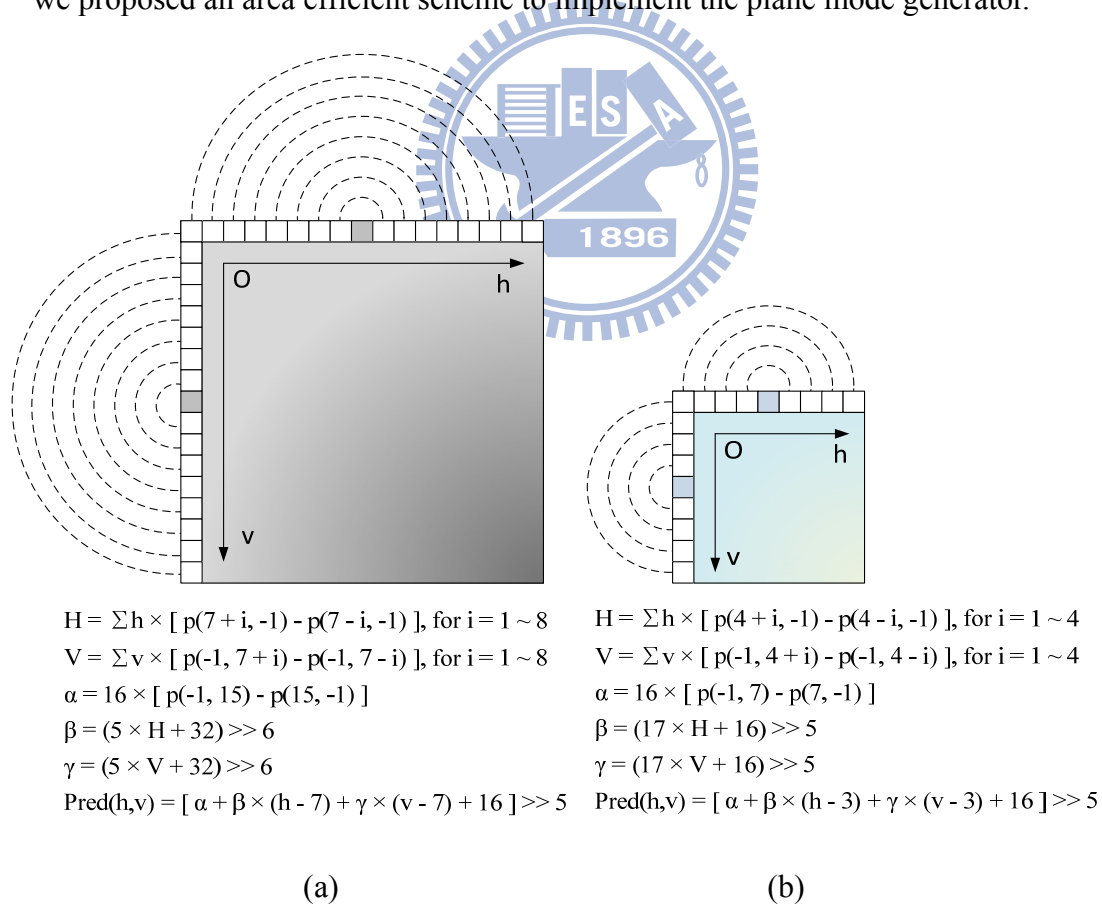 we proposed an area efficient scheme to implement the plane mode generator.
E S A
8
1896
O
h
v
O
h
v
H = Σh × [ p(7 + i, -1) - p(7 - i, -1) ], for i = 1 ~ 8
V = Σv × [ p(-1, 7 + i) - p(-1, 7 - i) ], for i = 1 ~ 8
α = 16 × [ p(-1, 15) - p(15, -1) ]
β = (5 × H + 32) >> 6
γ = (5 × V + 32) >> 6
Pred(h,v) = [ α + β × (h - 7) + γ × (v - 7) + 16 ] >> 5
H = Σh × [ p(4 + i, -1) - p(4 - i, -1) ], for i = 1 ~ 4
V = Σv × [ p(-1, 4 + i) - p(-1, 4 - i) ], for i = 1 ~ 4
α = 16 × [ p(-1, 7) - p(7, -1) ]
β = (17 × H + 16) >> 5
γ = (17 × V + 16) >> 5
Pred(h,v) = [ α + β × (h - 3) + γ × (v - 3) + 16 ] >> 5
(a)
(b)